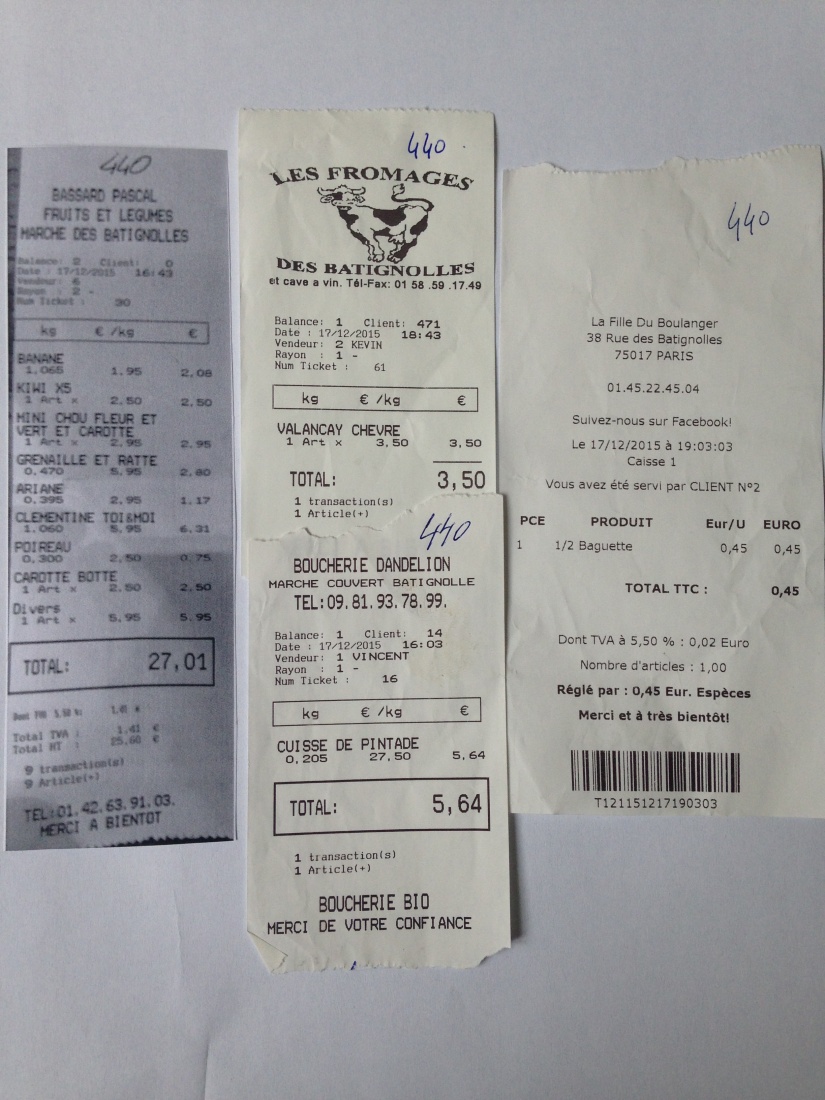 440
BASSARD PASCAL
FRUITS ET LEGUMES
MARCHE DES BATIGNOLLES
Balance: 2 Client: 0
Date : 17/12/2015 16:43
Vendeur: 6
Rayon : 2 -
Num Ticket : 30
kg €/kg €
BANANE
1.065 1.95 2.08
KIWI X5
1 Art x 2.50 2.50
MINI CHOU FLEUR ET
VERT ET CAROTTE
1 Art x 2.95 2.95
GRENAILLE ET RATTE
0.470 5.95 2.80
ARIANE
0.395 2.95 1.17
CLEMENTINE TOI&MOI
1.060 5.95 6.31
POIREAU
0.300 2.50 0.75
CAROTTE BOTTE
1 Art x 2.50 2.50
Divers
1 Art x 5.95 5.95
TOTAL: 27,01
Total TVA : 1.41 €
Total HT : 25.60 €
9 transaction(s)
9 Article(+)
TEL:01.42.63.91.03.
MERCI A BIENTOT
440
LES FROMAGES
DES BATIGNOLLES
et cave a vin. Tél-Fax: 01 58 .59 .17.49
Balance: 1 Client: 471
Date : 17/12/2015 18:43
Vendeur: 2 KEVIN
Rayon : 1 -
Num Ticket : 61
kg €/kg €
VALANCAY CHEVRE
1 Art x 3,50 3,50
TOTAL: 3,50
1 transaction(s)
1 Article(+)
440
BOUCHERIE DANDELION
MARCHE COUVERT BATIGNOLLE
TEL:09.81.93.78.99.
Balance: 1 Client: 14
Date : 17/12/2015 16:03
Vendeur: 1 VINCENT
Rayon : 1 -
Num Ticket : 16
kg €/kg €
CUISSE DE PINTADE
0,205 27,50 5,64
TOTAL: 5,64
1 transaction(s)
1 Article(+)
BOUCHERIE BIO
MERCI DE VOTRE CONFIANCE
440
La Fille Du Boulanger
38 Rue des Batignolles
75017 PARIS
01.45.22.45.04
Suivez-nous sur Facebook!
Le 17/12/2015 à 19:03:03
Caisse 1
Vous avez été servi par CLIENT N°2
PCE PRODUIT Eur/U EURO
1 1/2 Baguette 0,45 0,45
TOTAL TTC : 0,45
Dont TVA à 5,50 % : 0,02 Euro
Nombre d'articles : 1,00
Réglé par : 0,45 Eur. Espèces
Merci et à très bientôt!
T121151217190303